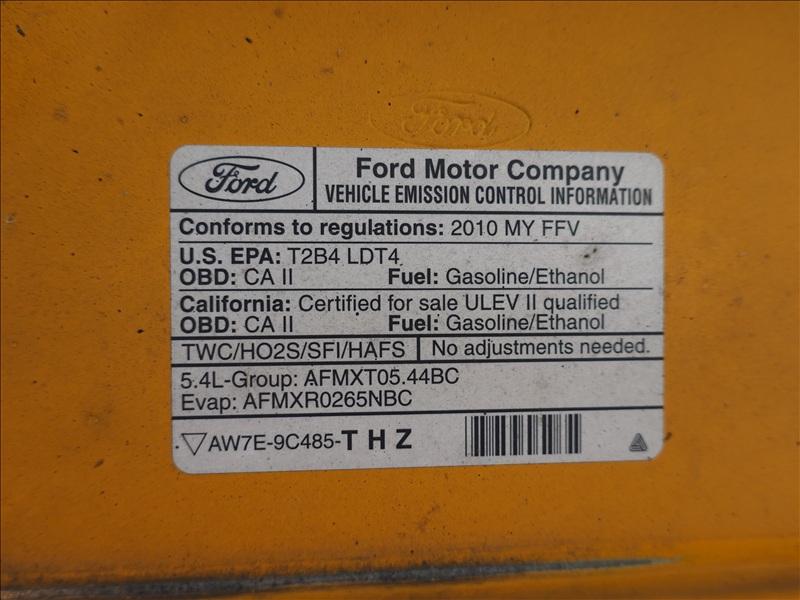 Ford
Ford
Ford Motor Company
VEHICLE EMISSION CONTROL INFORMATION
Conforms to regulations: 2010 MY FFV
U.S. EPA: T2B4 LDT4
OBD: CA II Fuel: Gasoline/Ethanol
California: Certified for sale ULEV II qualified
OBD: CA II Fuel: Gasoline/Ethanol
TWC/HO2S/SFI/HAFS No adjustments needed.
5.4L-Group: AFMXT05.44BC
Evap: AFMXR0265NBC
AW7E-9C485-T H Z